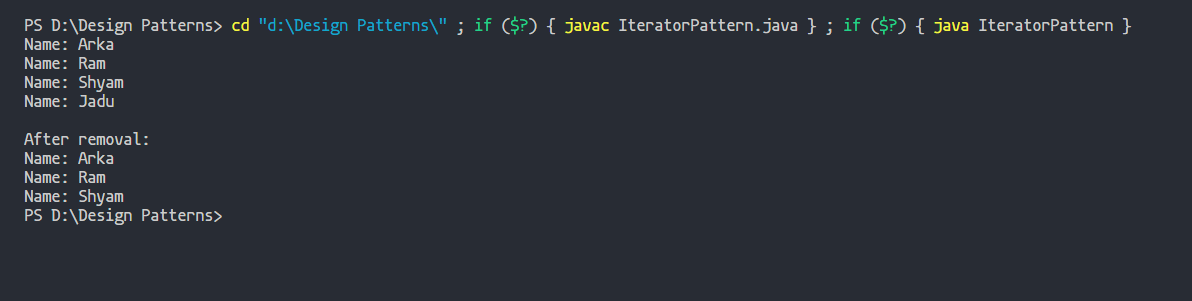 PS D:\Design Patterns> cd "d:\Design Patterns\" ; if ($?) { javac IteratorPattern.java } ; if ($?) { java IteratorPattern }
Name: Arka
Name: Ram
Name: Shyam
Name: Jadu

After removal:
Name: Arka
Name: Ram
Name: Shyam
PS D:\Design Patterns>